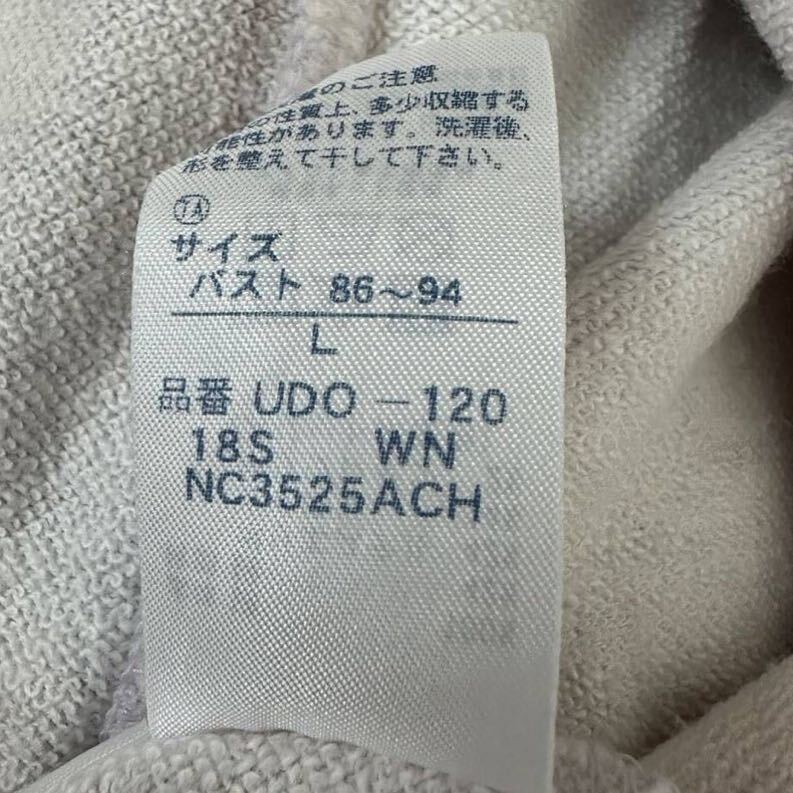 のご注意
の性質上、多少収縮する
能性があります。洗濯後、
形を整えて干して下さい。
7A
サイズ
バスト 86～94
L
品番 UDO -120
18S WN
NC3525ACH